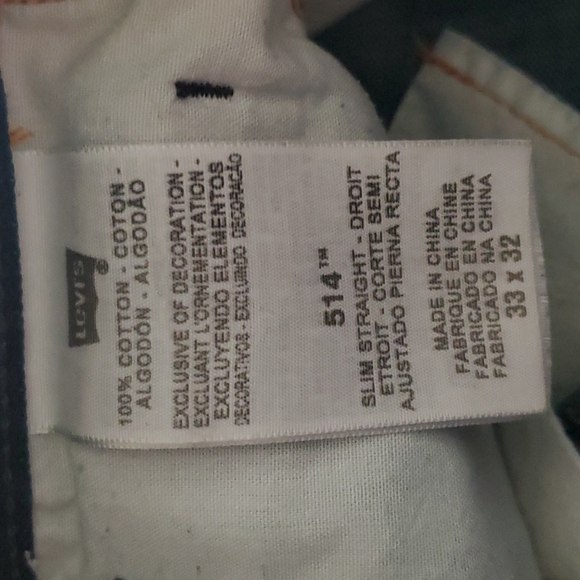 Levi's®
100% COTTON - COTON -
ALGODÓN - ALGODÃO
EXCLUSIVE OF DECORATION -
EXCLUANT L'ORNEMENTATION -
EXCLUYENDO ELEMENTOS
DECORATIVOS - EXCLUINDO DECORAÇÃO
514™
SLIM STRAIGHT - DROIT
ETROIT - CORTE SEMI
AJUSTADO PIERNA RECTA
MADE IN CHINA
FABRIQUE EN CHINE
FABRICADO EN CHINA
FABRICADO NA CHINA
33 X 32